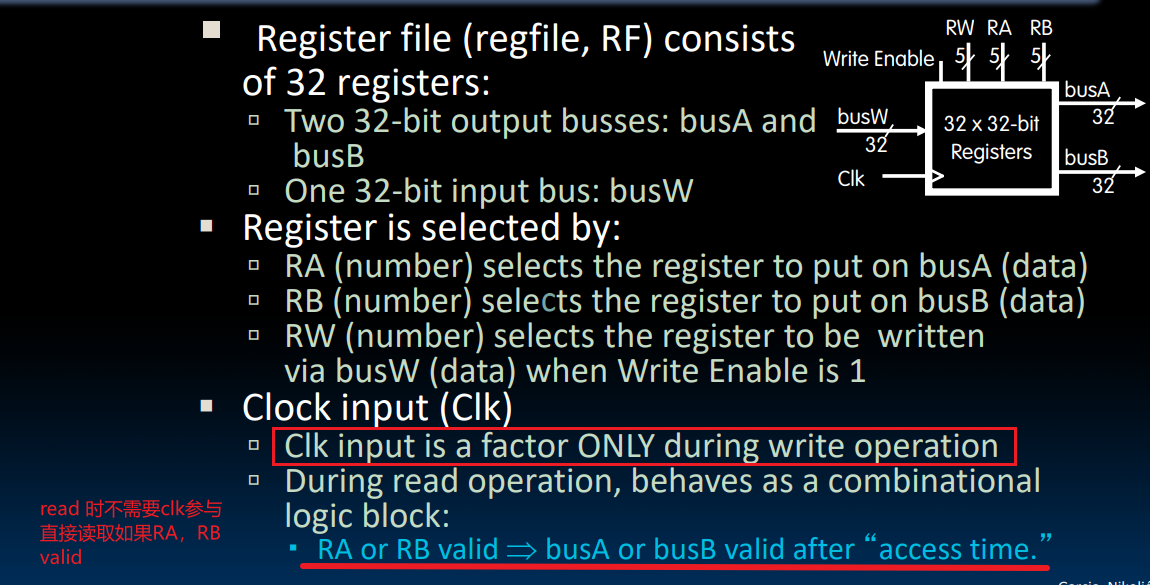 Register file (regfile, RF) consists
of 32 registers:
Two 32-bit output busses: busA and
busB
One 32-bit input bus: busW
Register is selected by:
RA (number) selects the register to put on busA (data)
RB (number) selects the register to put on busB (data)
RW (number) selects the register to be written
via busW (data) when Write Enable is 1
Clock input (Clk)
Clk input is a factor ONLY during write operation
During read operation, behaves as a combinational
logic block:
RA or RB valid ⇒ busA or busB valid after “access time.”
read 时不需要clk参与
直接读取如果RA，RB
valid
RW RA RB
Write Enable 5 5 5
busW
32
Clk
32 x 32-bit
Registers
busA
32
busB
32